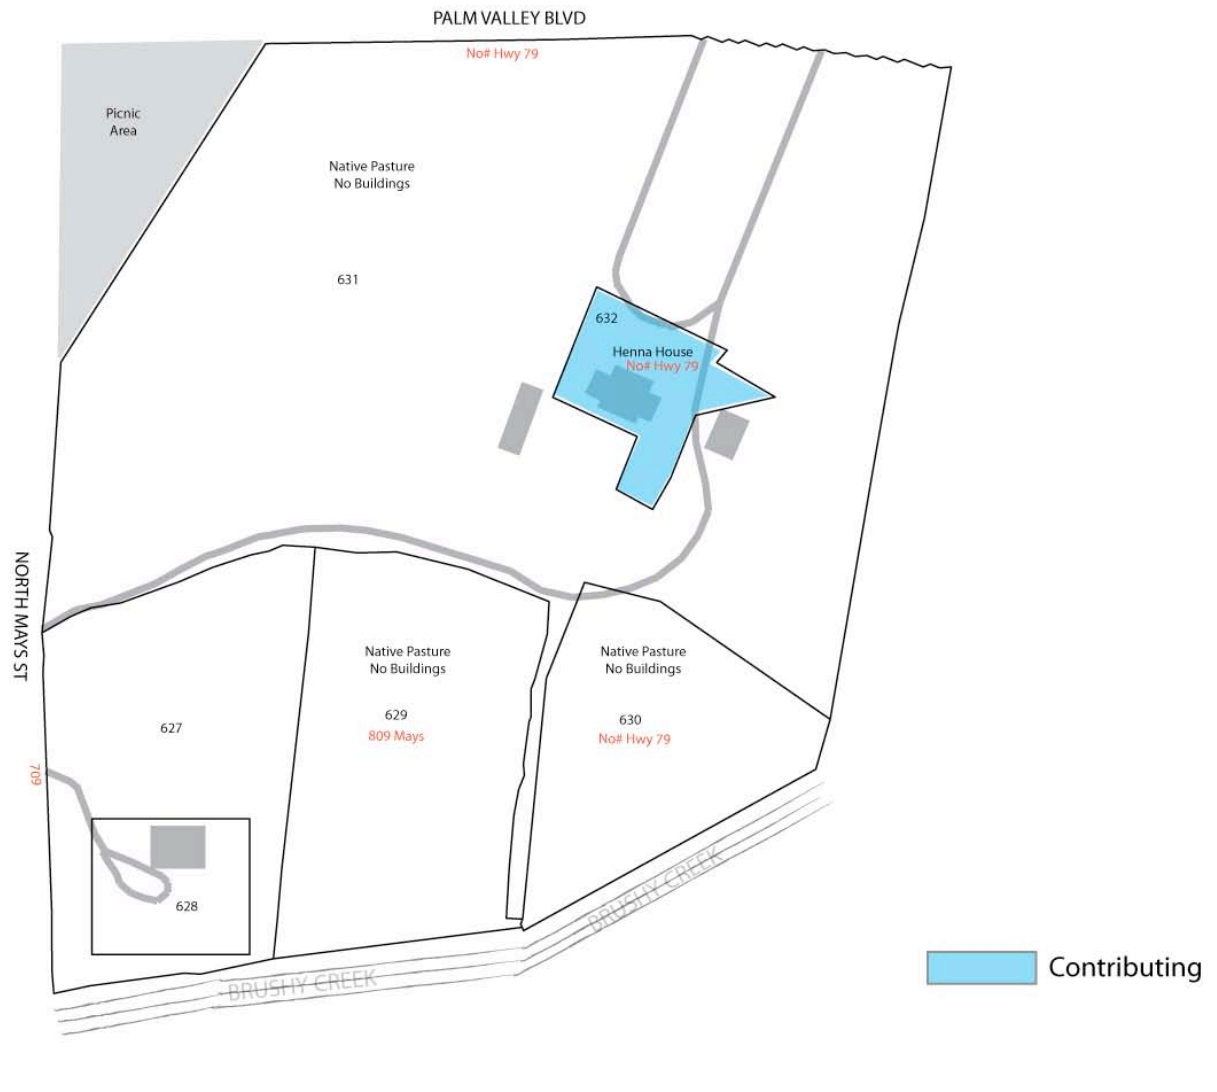 PALM VALLEY BLVD
No# Hwy 79
Picnic
Area
Native Pasture
No Buildings
631
632
Henna House
No# Hwy 79
NORTH MAYS ST
Native Pasture
No Buildings
629
809 Mays
Native Pasture
No Buildings
630
No# Hwy 79
627
709
628
BRUSHY CREEK
BRUSHY CREEK
Contributing